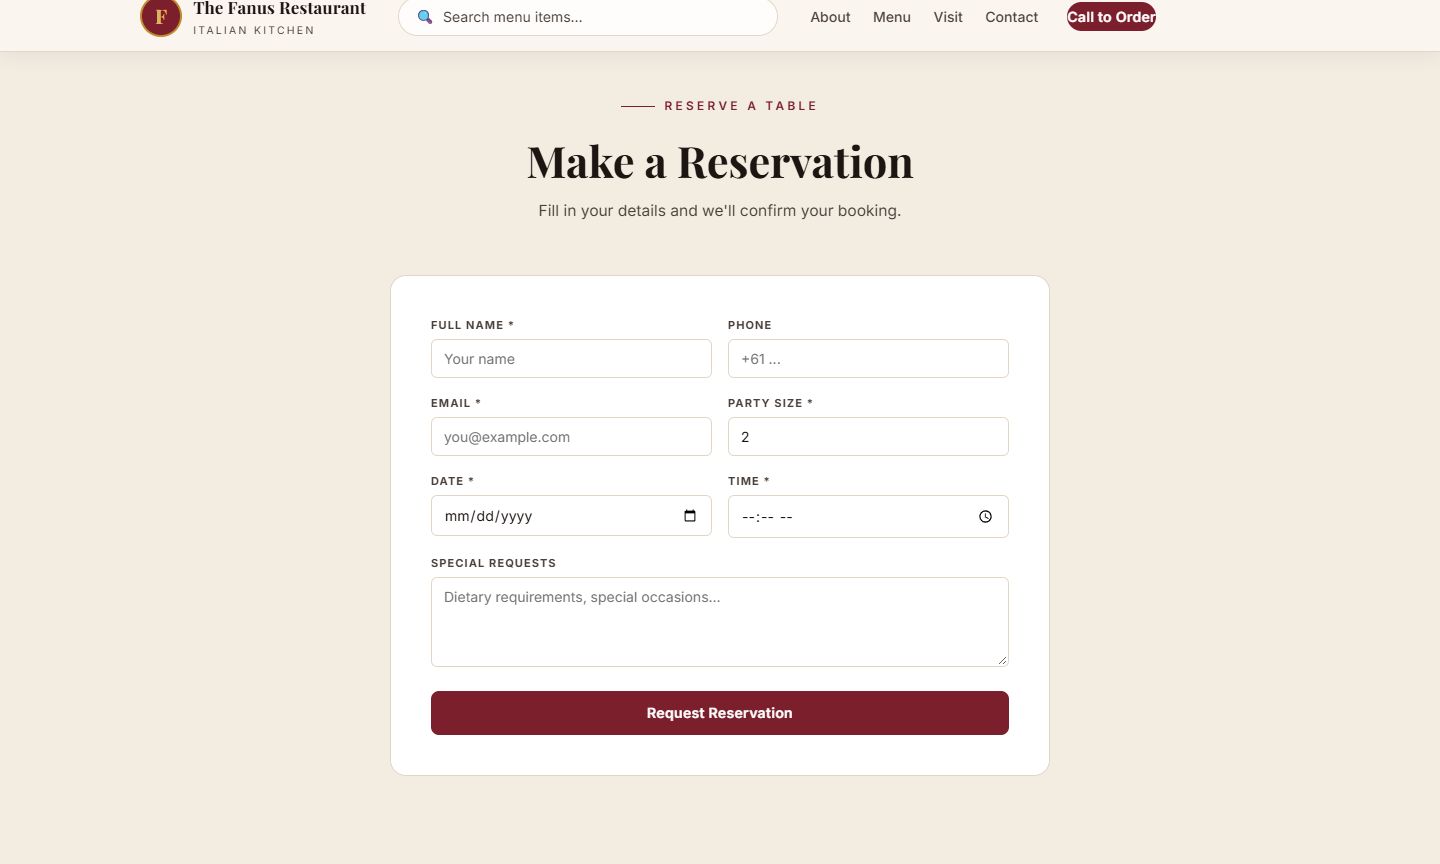 F
The Fanus Restaurant
ITALIAN KITCHEN
Search menu items...
About
Menu
Visit
Contact
Call to Order
RESERVE A TABLE
Make a Reservation
Fill in your details and we'll confirm your booking.
FULL NAME *
PHONE
Your name
+61 ...
EMAIL *
PARTY SIZE *
you@example.com
2
DATE *
TIME *
mm/dd/yyyy
--:-- --
SPECIAL REQUESTS
Dietary requirements, special occasions...
Request Reservation